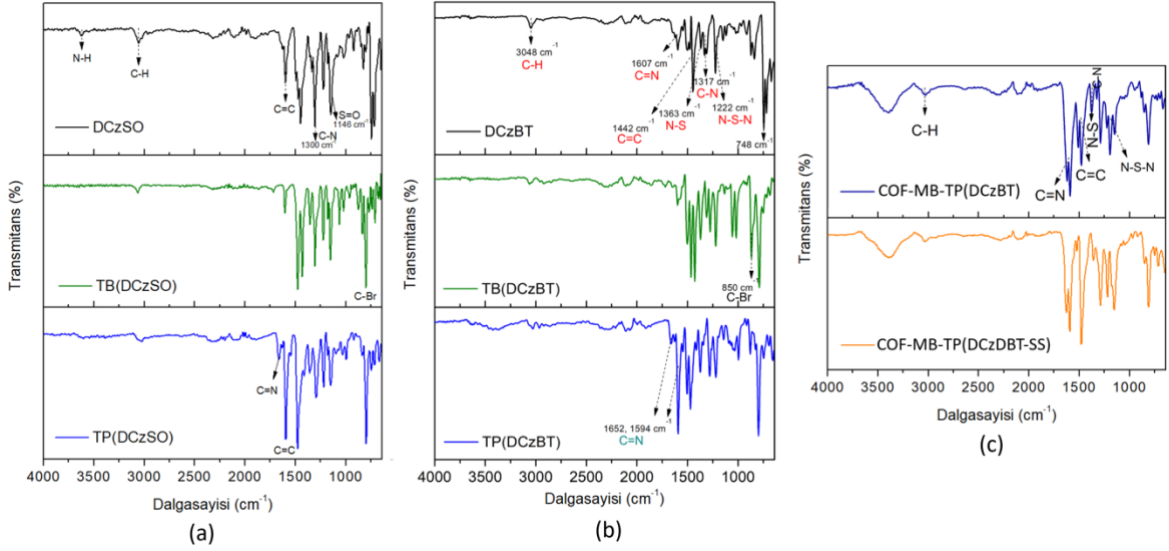 Transmitans (%)
N-H
C-H
C=C
S=O
1146 cm⁻¹
C-N
1300 cm⁻¹
DCzSO
TB(DCzSO)
C-Br
C=N
C=C
TP(DCzSO)
4000 3500 3000 2500 2000 1500 1000
Dalgasayisi (cm⁻¹)
(a)
Transmitans (%)
3048 cm⁻¹
C-H
1607 cm⁻¹
C=N
1317 cm⁻¹
C-N
1363 cm⁻¹
N-S
1222 cm⁻¹
N-S-N
1442 cm⁻¹
C=C
748 cm⁻¹
DCzBT
850 cm⁻¹
C-Br
TB(DCzBT)
1652, 1594 cm⁻¹
C=N
TP(DCzBT)
4000 3500 3000 2500 2000 1500 1000
Dalgasayisi (cm⁻¹)
(b)
Transmitans (%)
C-H
N-S
C=C
N-S-N
C=N
COF-MB-TP(DCzBT)
COF-MB-TP(DCzDBT-SS)
4000 3500 3000 2500 2000 1500 1000
Dalgasayisi (cm⁻¹)
(c)